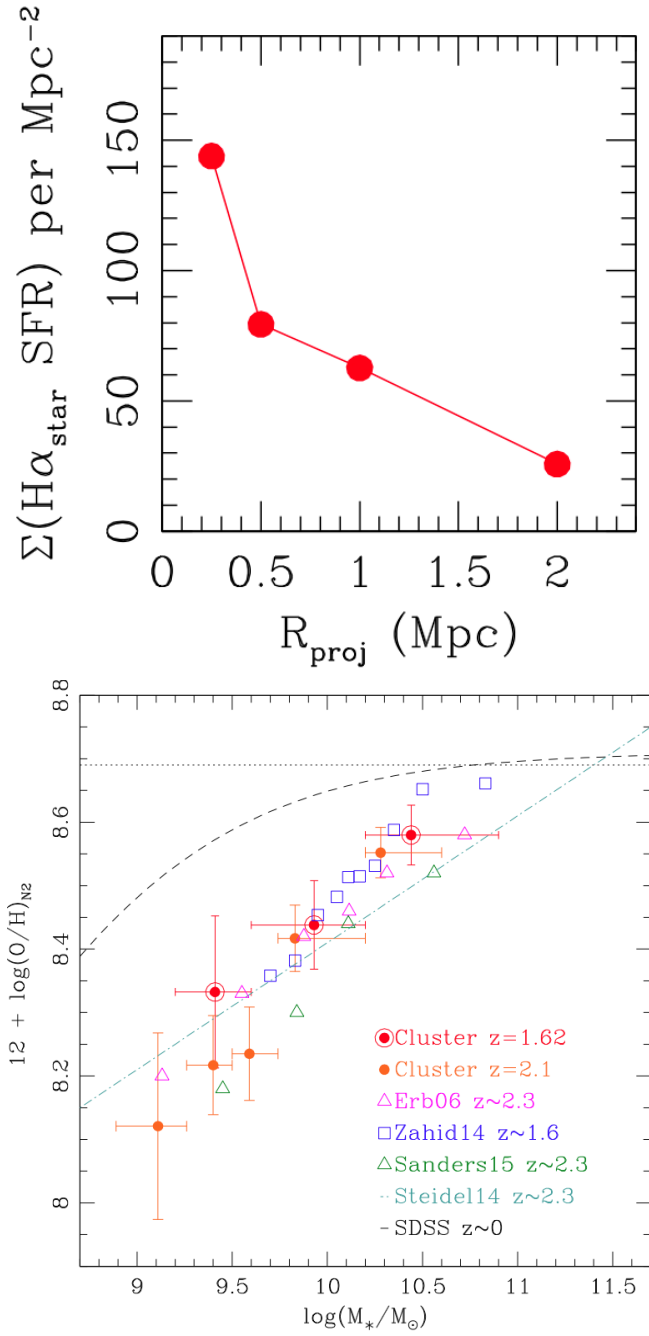 Σ(Hα_star SFR) per Mpc⁻²
150
100
50
0
0 0.5 1 1.5 2
R_proj (Mpc)
12 + log(O/H)_N2
8.8
8.6
8.4
8.2
8
Cluster z=1.62
Cluster z=2.1
Erb06 z~2.3
Zahid14 z~1.6
Sanders15 z~2.3
Steidel14 z~2.3
SDSS z~0
9 9.5 10 10.5 11 11.5
log(M_*/M_⊙)